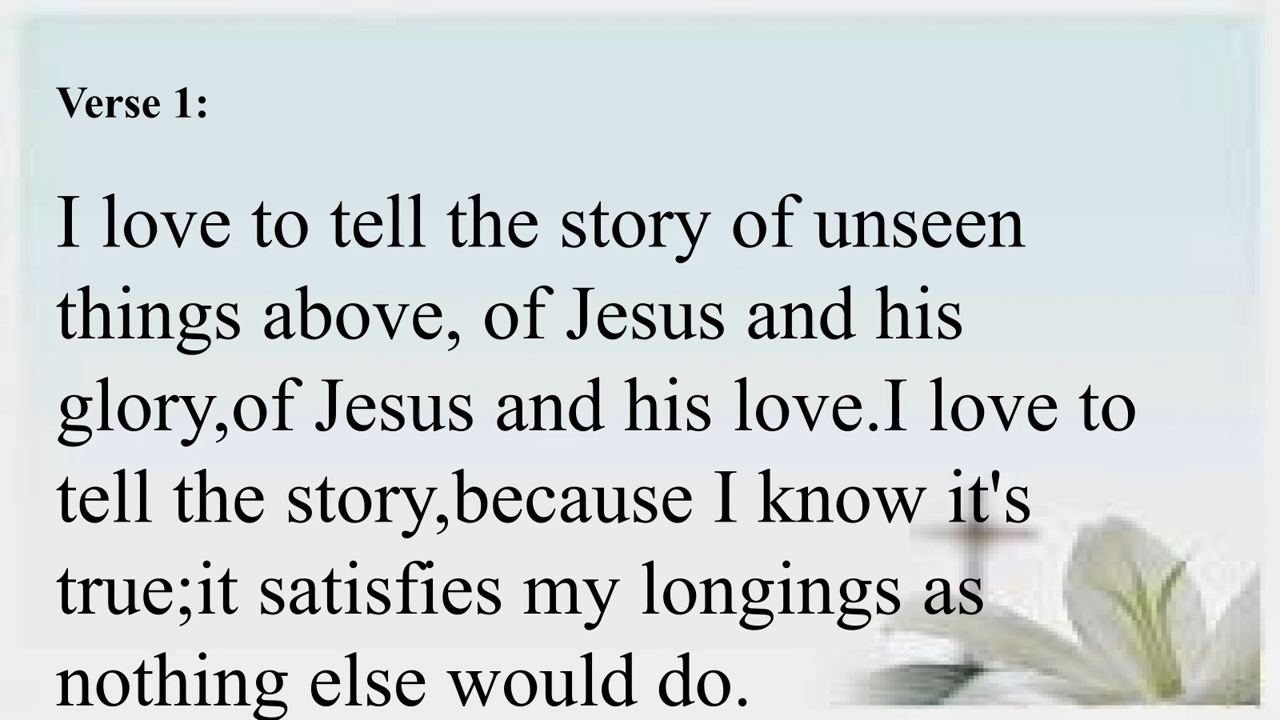 Verse 1:
I love to tell the story of unseen
things above, of Jesus and his
glory,of Jesus and his love.I love to
tell the story,because I know it's
true;it satisfies my longings as
nothing else would do.